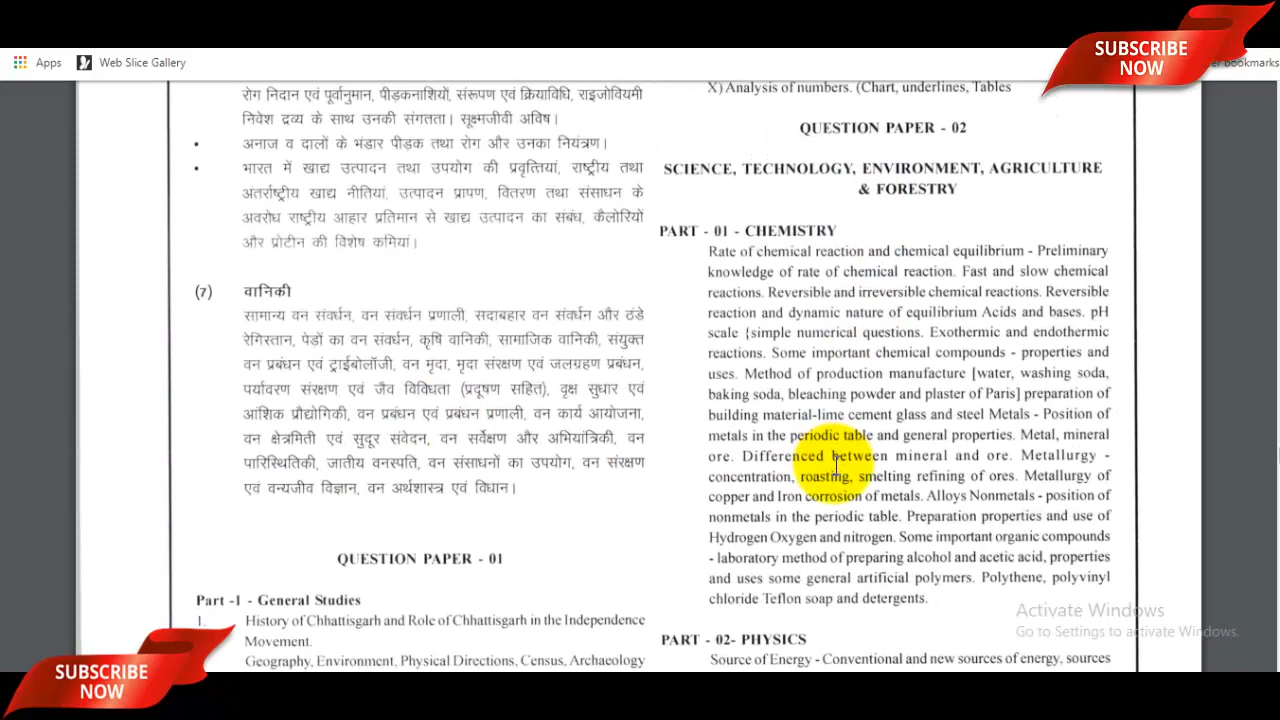 SUBSCRIBE
NOW
Apps
Web Slice Gallery
er bookmarks
रोग निदान एवं पूर्वानुमान, पीड़कनाशियों, संरूपण एवं क्रियाविधि, राइजोवियमी
निवेश द्रव्य के साथ उनकी संगतता। सूक्ष्मजीवी अविष।
• अनाज व दालों के भंडार पीड़क तथा रोग और उनका नियंत्रण।
• भारत में खाद्य उत्पादन तथा उपयोग की प्रवृत्तियां, राष्ट्रीय तथा
अंतर्राष्ट्रीय खाद्य नीतियां, उत्पादन प्रापण, वितरण तथा संसाधन के
अवरोध राष्ट्रीय आहार प्रतिमान से खाद्य उत्पादन का संबंध, कैलोरियों
और प्रोटीन की विशेष कमियां।
(7) वानिकी
सामान्य वन संवर्धन, वन संवर्धन प्रणाली, सदाबहार वन संवर्धन और ठंडे
रेगिस्तान, पेड़ों का वन संवर्धन, कृषि वानिकी, सामाजिक वानिकी, संयुक्त
वन प्रबंधन एवं ट्राईबोलॉजी, वन मृदा, मृदा संरक्षण एवं जलग्रहण प्रबंधन,
पर्यावरण संरक्षण एवं जैव विविधता (प्रदूषण सहित), वृक्ष सुधार एवं
आंशिक प्रौद्योगिकी, वन प्रबंधन एवं प्रबंधन प्रणाली, वन कार्य आयोजना,
वन क्षेत्रमिती एवं सुदूर संवेदन, वन सर्वेक्षण और अभियांत्रिकी, वन
पारिस्थितिकी, जातीय वनस्पति, वन संसाधनों का उपयोग, वन संरक्षण
एवं वन्यजीव विज्ञान, वन अर्थशास्त्र एवं विधान।
QUESTION PAPER - 01
Part -I - General Studies
1. History of Chhattisgarh and Role of Chhattisgarh in the Independence
Movement.
Geography, Environment, Physical Directions, Census, Archaeology
X) Analysis of numbers. (Chart, underlines, Tables
QUESTION PAPER - 02
SCIENCE, TECHNOLOGY, ENVIRONMENT, AGRICULTURE
& FORESTRY
PART - 01 - CHEMISTRY
Rate of chemical reaction and chemical equilibrium - Preliminary
knowledge of rate of chemical reaction. Fast and slow chemical
reactions. Reversible and irreversible chemical reactions. Reversible
reaction and dynamic nature of equilibrium Acids and bases. pH
scale {simple numerical questions. Exothermic and endothermic
reactions. Some important chemical compounds - properties and
uses. Method of production manufacture [water, washing soda,
baking soda, bleaching powder and plaster of Paris] preparation of
building material-lime cement glass and steel Metals - Position of
metals in the periodic table and general properties. Metal, mineral
ore. Differenced between mineral and ore. Metallurgy -
concentration, roasting, smelting refining of ores. Metallurgy of
copper and Iron corrosion of metals. Alloys Nonmetals - position of
nonmetals in the periodic table. Preparation properties and use of
Hydrogen Oxygen and nitrogen. Some important organic compounds
- laboratory method of preparing alcohol and acetic acid, properties
and uses some general artificial polymers. Polythene, polyvinyl
chloride Teflon soap and detergents.
PART - 02- PHYSICS
Source of Energy - Conventional and new sources of energy, sources
Activate Windows
Go to Settings to activate Windows.
SUBSCRIBE
NOW